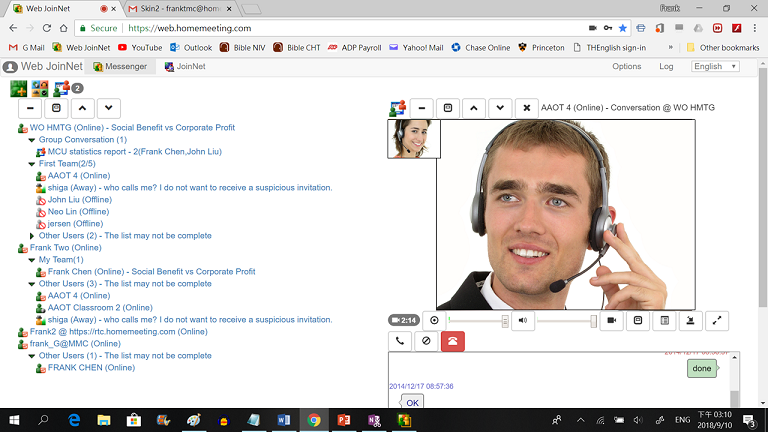 Web JoinNet
Skin2 - franktmc@hom
Frank
Secure
https://web.homemeeting.com
G Mail
Web JoinNet
YouTube
Outlook
Bible NIV
Bible CHT
ADP Payroll
Yahoo! Mail
Chase Online
Princeton
THEnglish sign-in
»
Other bookmarks
Web JoinNet
Messenger
JoinNet
Options
Log
English
2
AAOT 4 (Online) - Conversation @ WO HMTG
WO HMTG (Online) - Social Benefit vs Corporate Profit
Group Conversation (1)
MCU statistics report - 2(Frank Chen,John Liu)
First Team(2/5)
AAOT 4 (Online)
shiga (Away) - who calls me? I do not want to receive a suspicious invitation.
John Liu (Offline)
Neo Lin (Offline)
jersen (Offline)
Other Users (2) - The list may not be complete
Frank Two (Online)
My Team(1)
Frank Chen (Online) - Social Benefit vs Corporate Profit
Other Users (3) - The list may not be complete
AAOT 4 (Online)
AAOT Classroom 2 (Online)
shiga (Away) - who calls me? I do not want to receive a suspicious invitation.
Frank2 @ https://rtc.homemeeting.com (Online)
frank_G@MMC (Online)
Other Users (1) - The list may not be complete
FRANK CHEN (Online)
2:14
done
2014/12/17 08:57:36
OK
ENG
下午 03:10
2018/9/10
3